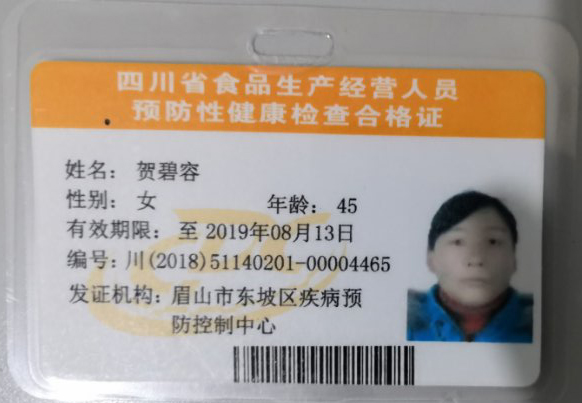 四川省食品生产经营人员
预防性健康检查合格证
姓名： 贺碧容
性别： 女 年龄： 45
有效期限： 至 2019年08月13日
编号: 川(2018)51140201-00004465
发证机构: 眉山市东坡区疾病预
防控制中心